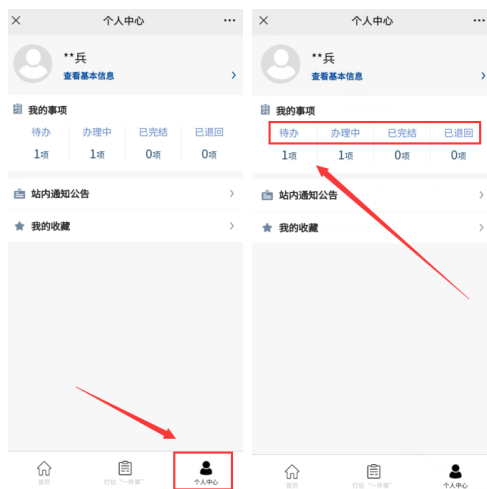 个人中心
**兵
查看基本信息
我的事项
待办 办理中 已完结 已退回
1项 1项 0项 0项
站内通知公告
我的收藏
首页 打包“一件事” 个人中心
个人中心
**兵
查看基本信息
我的事项
待办 办理中 已完结 已退回
1项 1项 0项 0项
站内通知公告
我的收藏
首页 打包“一件事” 个人中心